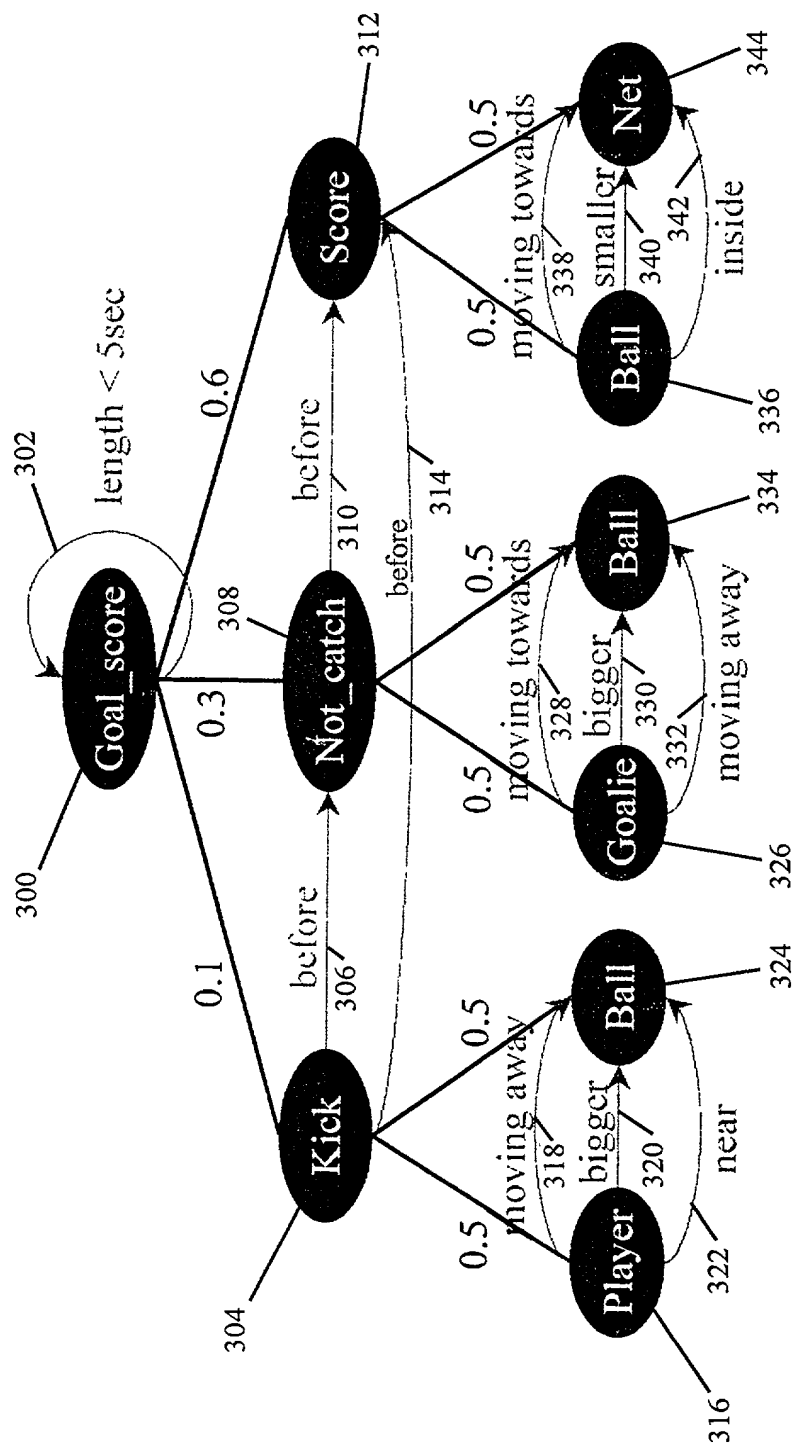 302
300
Goal_score
length < 5sec
0.1
0.3
0.6
308
304
Kick
before
306
Not_catch
before
310
Score
312
before
314
0.5
0.5
0.5
0.5
0.5
0.5
moving away
318
bigger
320
near
322
Player
316
Ball
324
moving towards
328
bigger
330
moving away
332
Goalie
326
Ball
334
moving towards
338
smaller
340
inside
342
Ball
336
Net
344